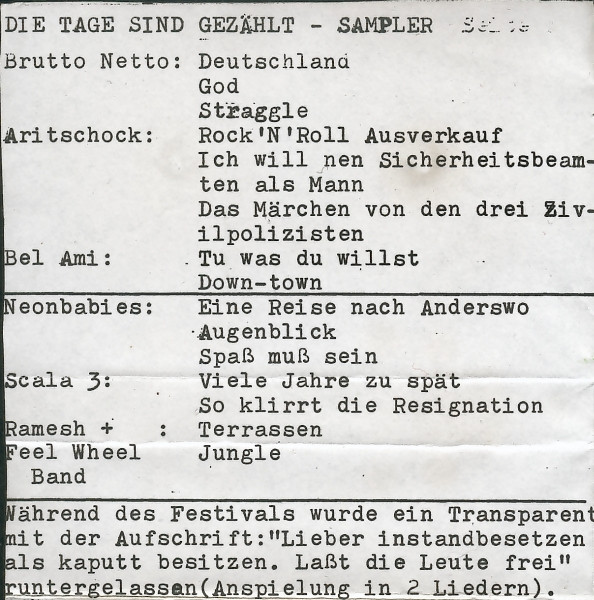 DIE TAGE SIND GEZÄHLT - SAMPLER
Brutto Netto: Deutschland
God
Straggle
Aritschock: Rock'N'Roll Ausverkauf
Ich will nen Sicherheitsbeam-
ten als Mann
Das Märchen von den drei Ziv-
ilpolizisten
Bel Ami: Tu was du willst
Down-town
Neonbabies: Eine Reise nach Anderswo
Augenblick
Spaß muß sein
Scala 3: Viele Jahre zu spät
So klirrt die Resignation
Ramesh + : Terrassen
Feel Wheel Jungle
Band
Während des Festivals wurde ein Transparent
mit der Aufschrift:"Lieber instandbesetzen
als kaputt besitzen. Laßt die Leute frei"
runtergelassen(Anspielung in 2 Liedern).